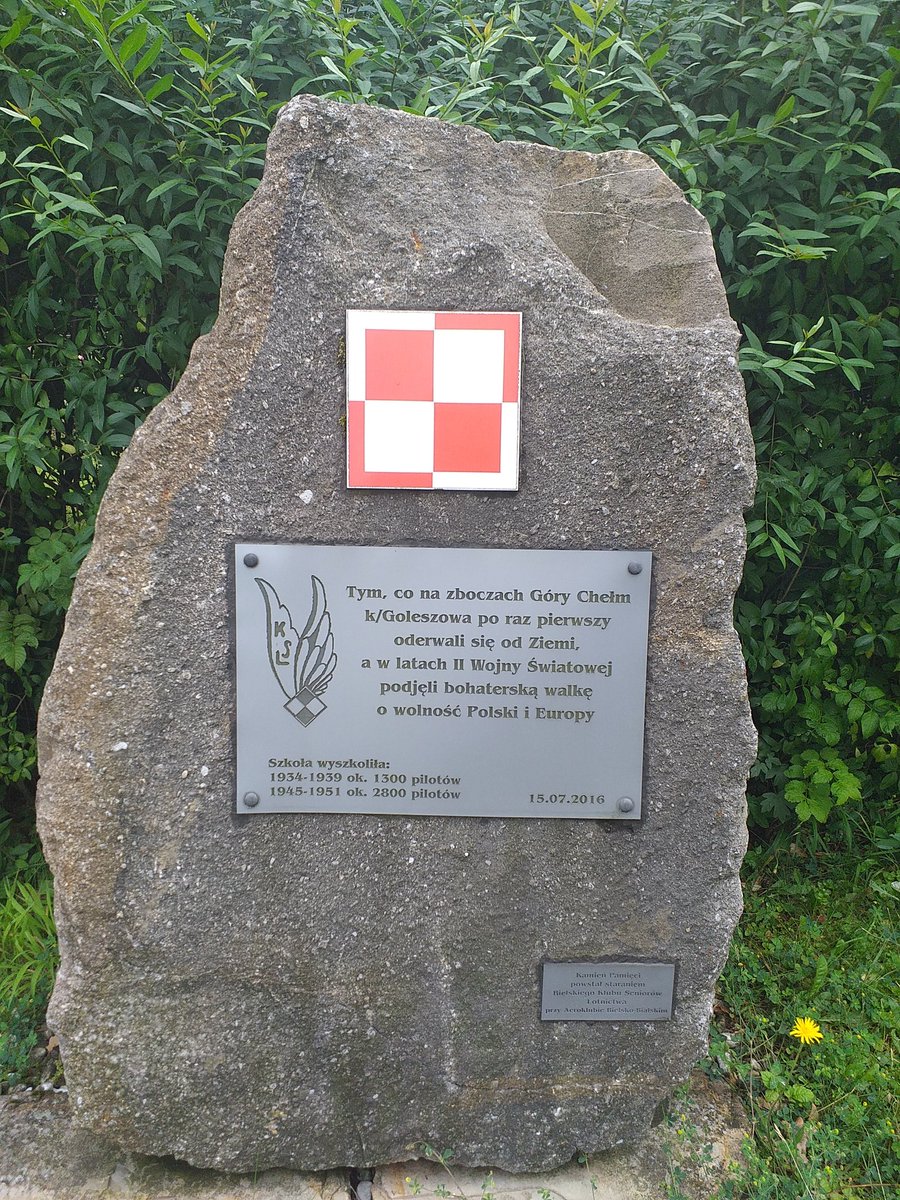 K
S
L
Tym, co na zboczach Góry Chełm
k/Goleszowa po raz pierwszy
oderwali się od Ziemi,
a w latach II Wojny Światowej
podjęli bohaterską walkę
o wolność Polski i Europy
Szkoła wyszkoliła:
1934-1939 ok. 1300 pilotów
1945-1951 ok. 2800 pilotów
15.07.2016
Kamień Pamięci
powstał staraniem
Bielskiego Klubu Seniorów
Lotnictwa
przy Aeroklubie Bielsko-Bialskim